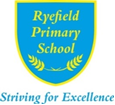 Ryefield
Primary
School
Striving for Excellence